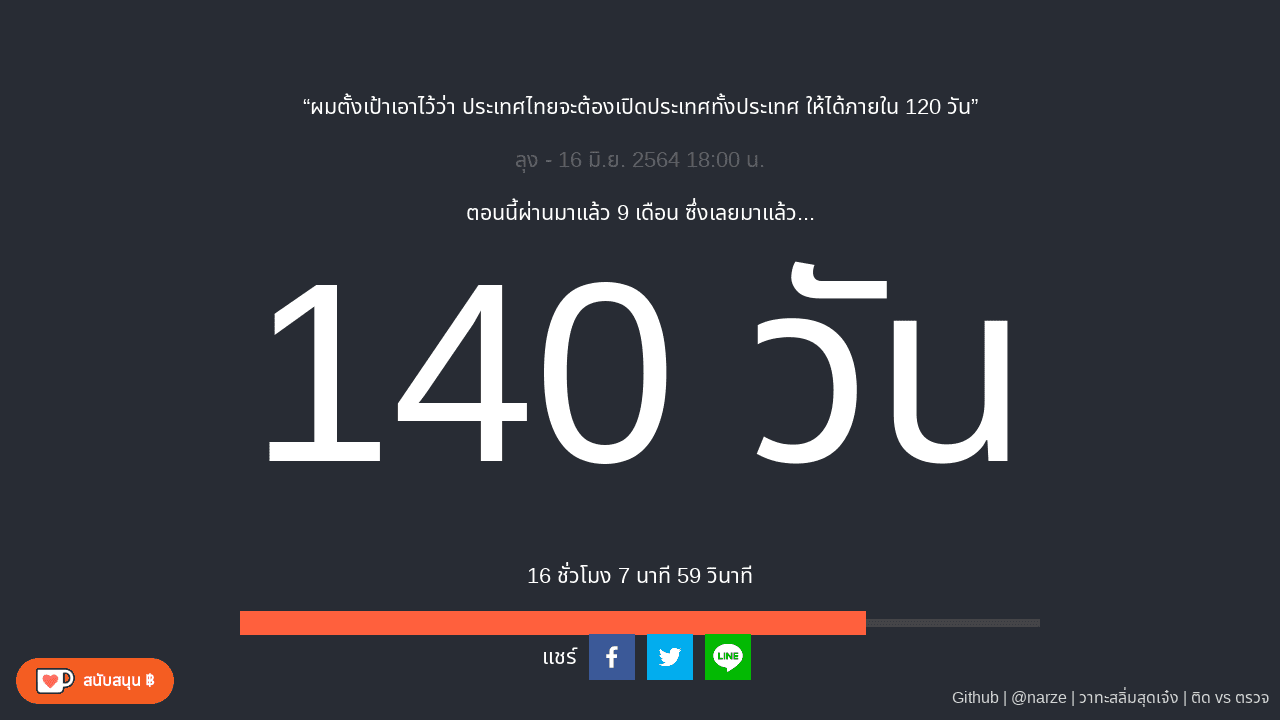 “ผมตั้งเป้าเอาไว้ว่า ประเทศไทยจะต้องเปิดประเทศทั้งประเทศ ให้ได้ภายใน 120 วัน”
ลุง - 16 มิ.ย. 2564 18:00 น.
ตอนนี้ผ่านมาแล้ว 9 เดือน ซึ่งเลยมาแล้ว...
140 วัน
16 ชั่วโมง 7 นาที 59 วินาที
แชร์
LINE
สนับสนุน ฿
Github | @narze | วาทะสลิ่มสุดเจ๋ง | ติด vs ตรวจ